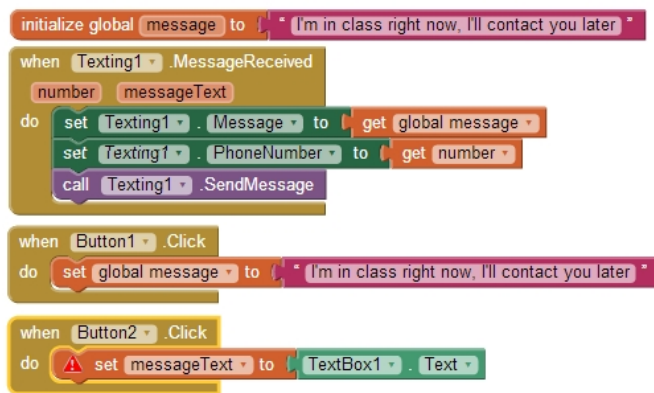 initialize global message to " I'm in class right now, I'll contact you later "
when Texting1 .MessageReceived
number messageText
do set Texting1 . Message to get global message
set Texting1 . PhoneNumber to get number
call Texting1 .SendMessage
when Button1 .Click
do set global message to " I'm in class right now, I'll contact you later "
when Button2 .Click
do set messageText to TextBox1 . Text